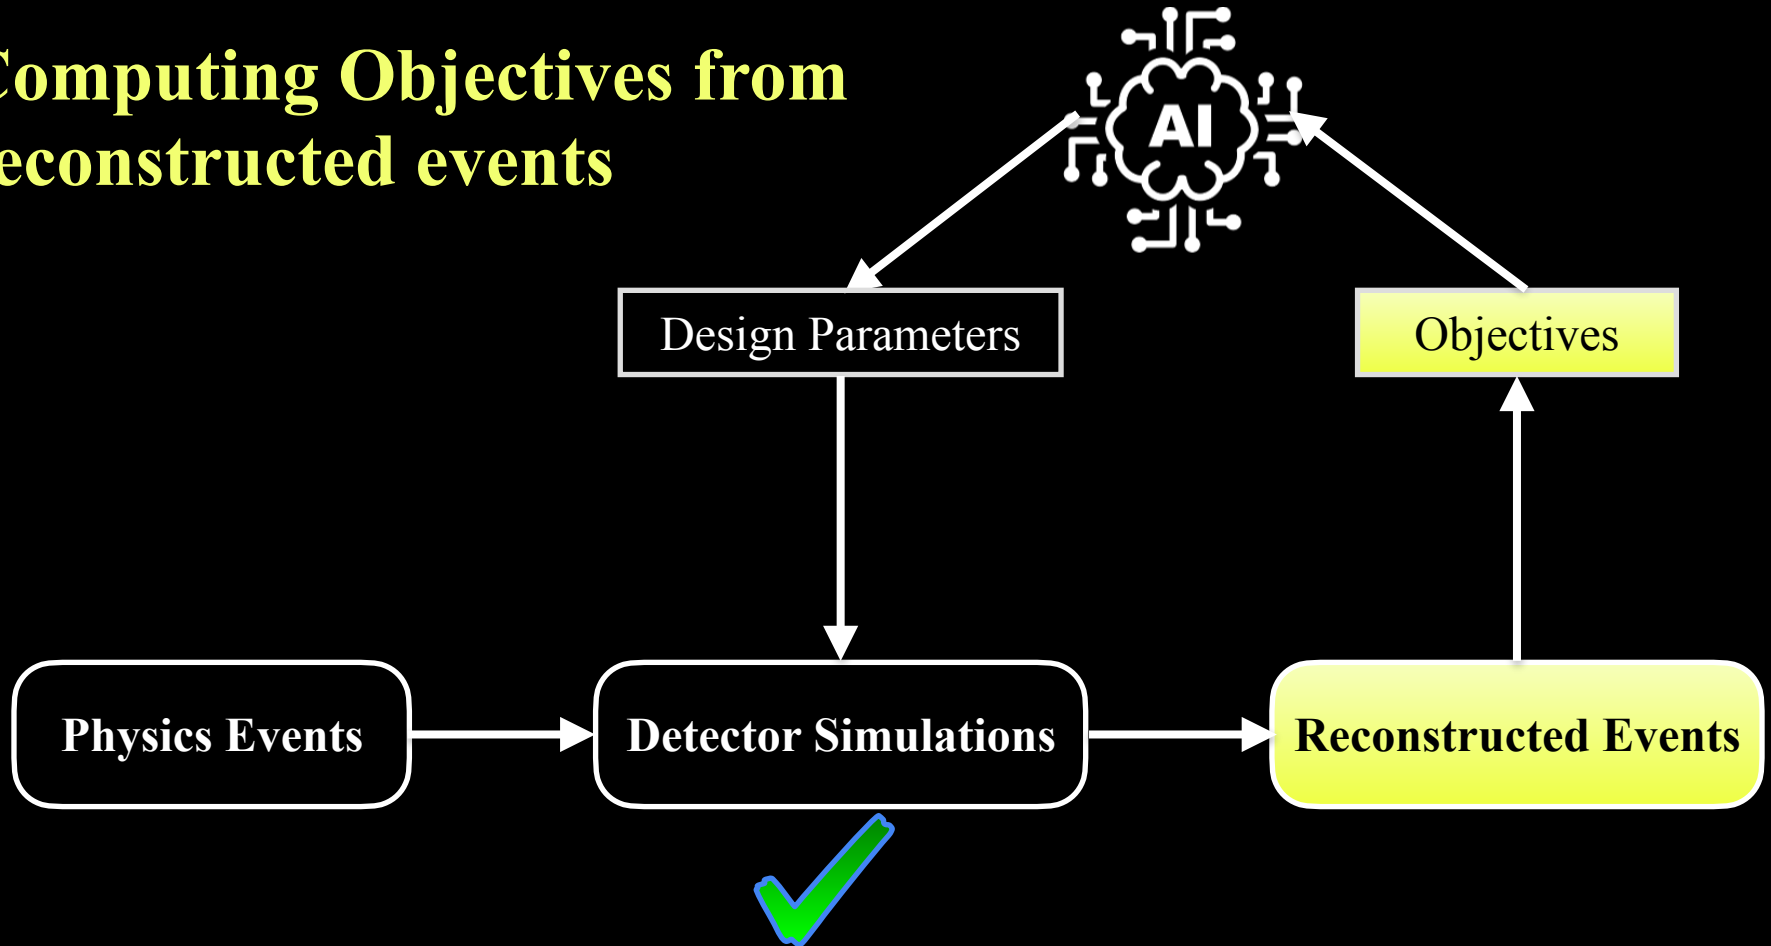 Computing Objectives from
econstructed events
AI
Design Parameters
Objectives
Physics Events
Detector Simulations
Reconstructed Events